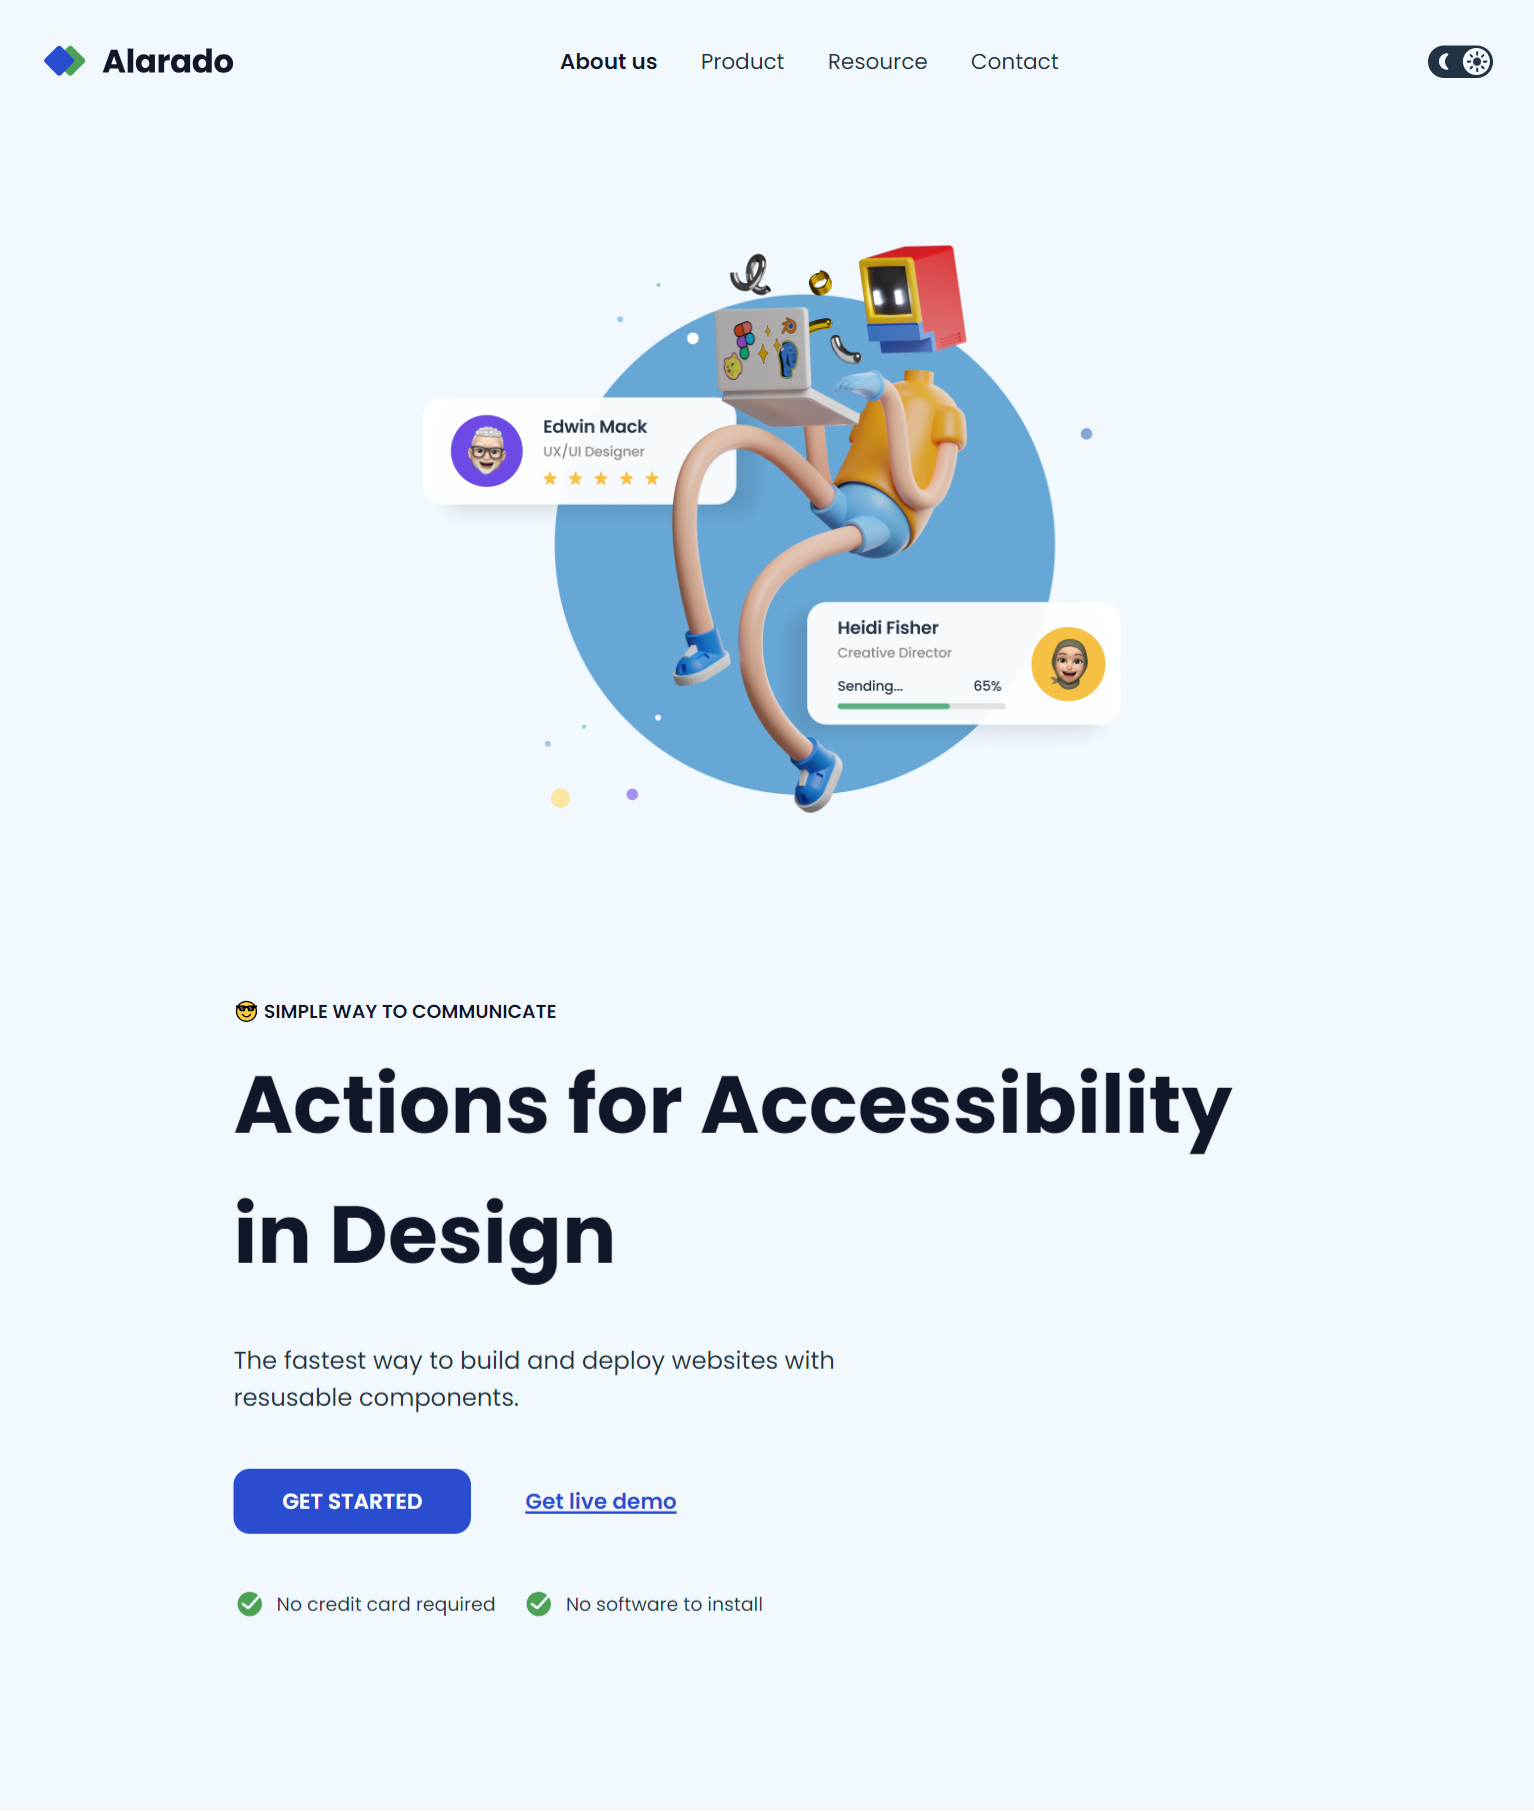 Alarado
About us Product Resource Contact
Edwin Mack
UX/UI Designer
Heidi Fisher
Creative Director
Sending... 65%
SIMPLE WAY TO COMMUNICATE
Actions for Accessibility
in Design
The fastest way to build and deploy websites with
resusable components.
GET STARTED Get live demo
No credit card required No software to install